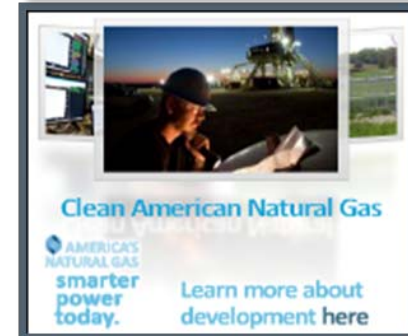 Clean American Natural Gas
AMERICA'S
NATURAL GAS
smarter
power
today.
Learn more about
development here